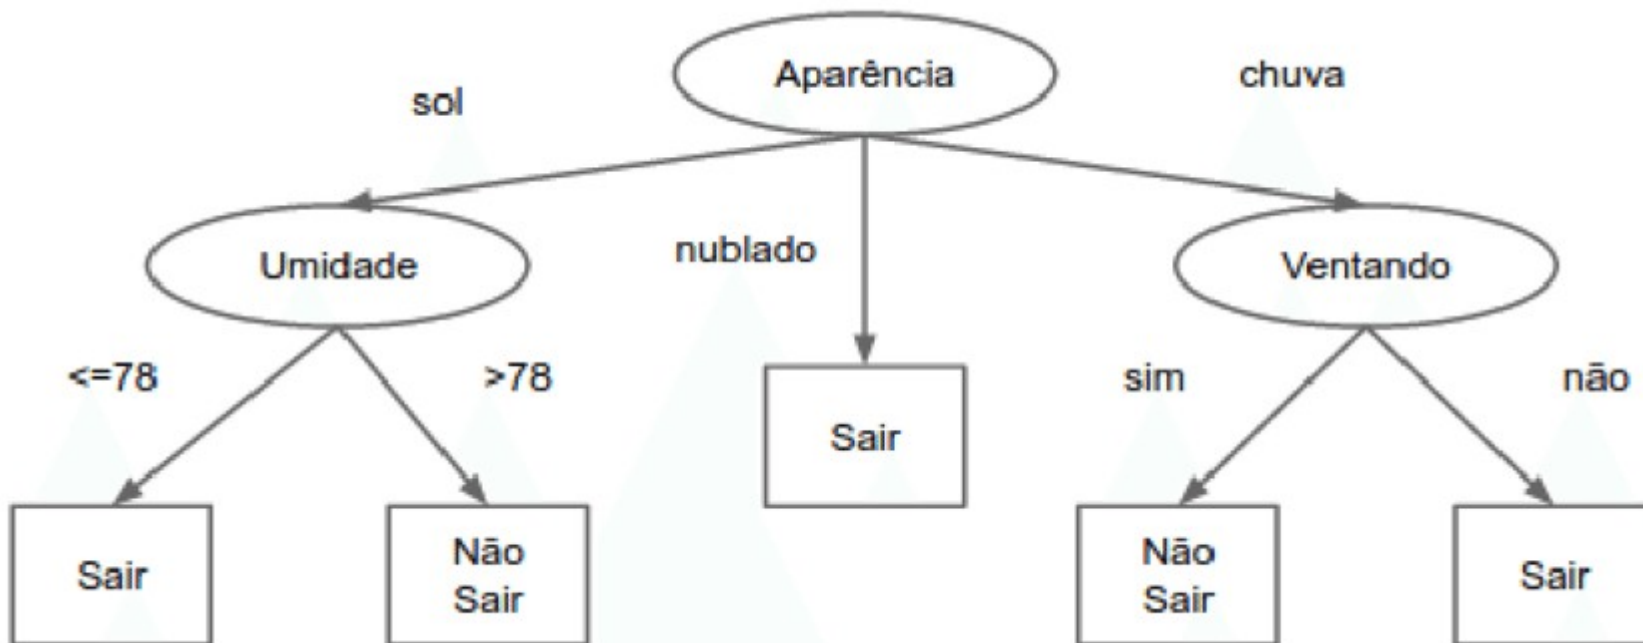 Aparência
sol
chuva
Umidade
nublado
Ventando
<=78
>78
Sair
sim
não
Sair
Não
Sair
Não
Sair
Sair